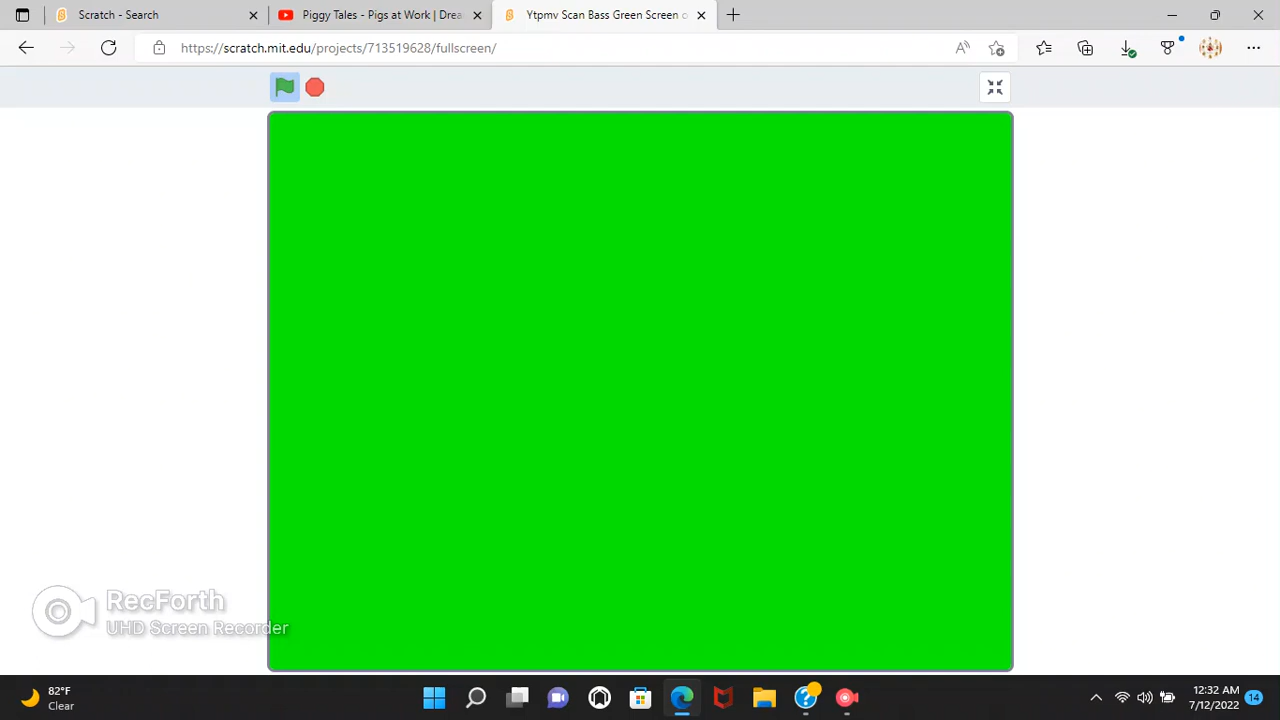 Scratch - Search
Piggy Tales - Pigs at Work | Drea
Ytpmv Scan Bass Green Screen o
https://scratch.mit.edu/projects/713519628/fullscreen/
RecForth
UHD Screen Recorder
82°F
Clear
12:32 AM
7/12/2022
14